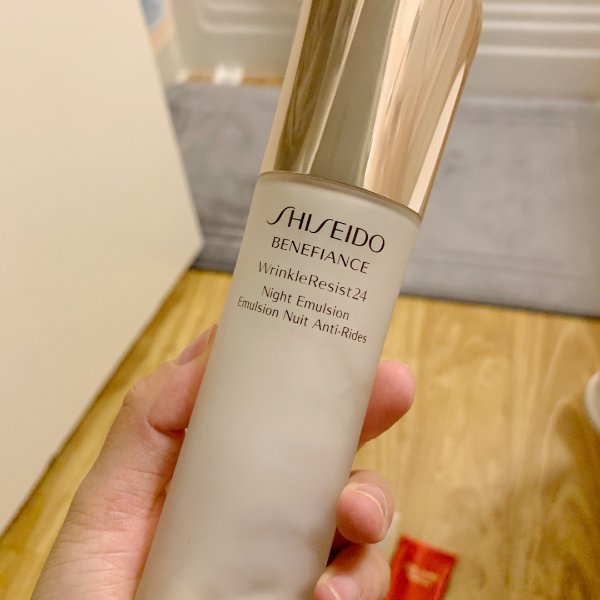 SHISEIDO
BENEFIANCE
WrinkleResist24
Night Emulsion
Emulsion Nuit Anti-Rides